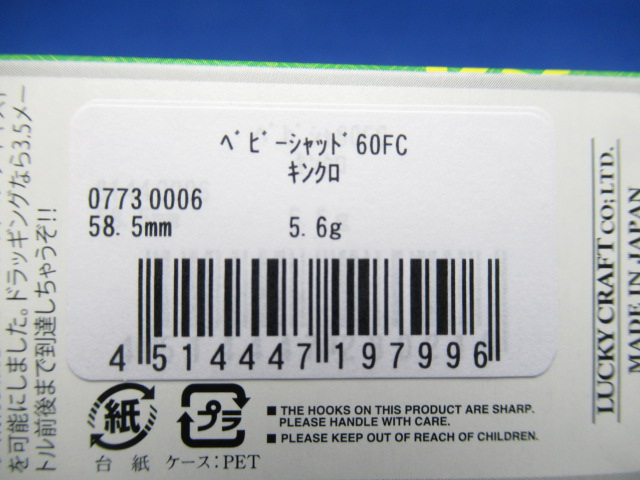 ベビーシャッド60FC
キンクロ
0773 0006
58.5mm 5.6g
4 514447 197996
紙
プラ
台 紙 ケース:PET
■ THE HOOKS ON THIS PRODUCT ARE SHARP.
PLEASE HANDLE WITH CARE.
■ PLEASE KEEP OUT OF REACH OF CHILDREN.
LUCKY CRAFT CO; LTD.
MADE IN JAPAN
を可能にしました。ドラッギングなら3.5メー
トル前後まで到達しちゃうぞ!!